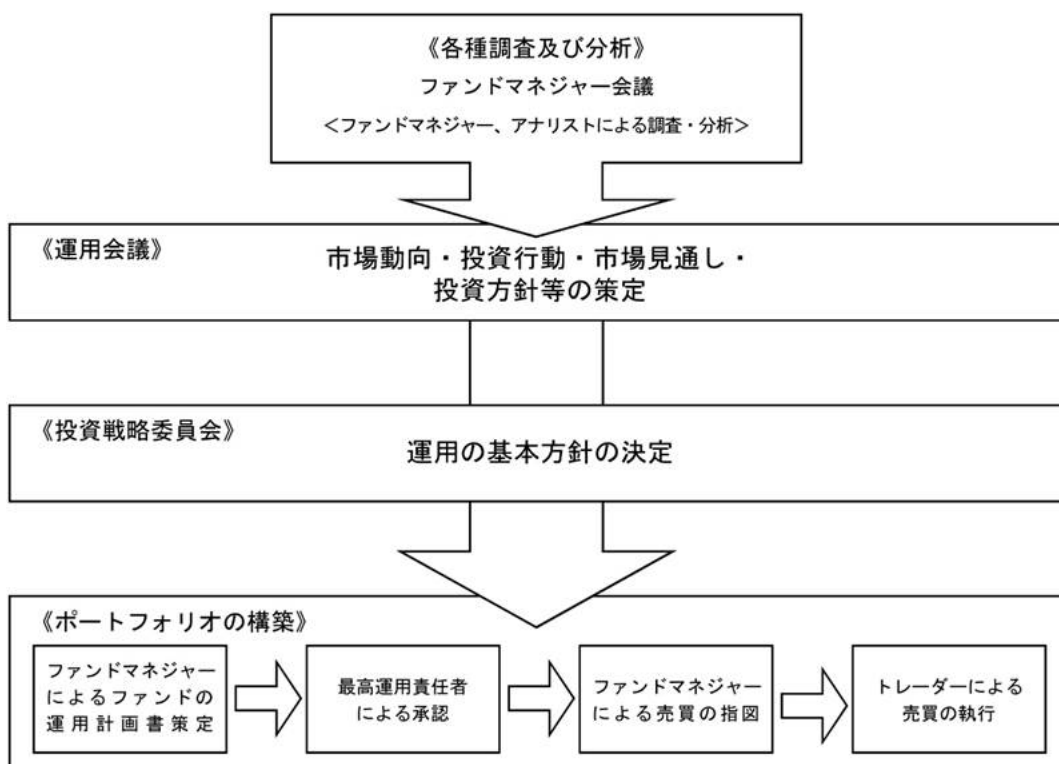 《各種調査及び分析》
ファンドマネジャー会議
<ファンドマネジャー、アナリストによる調査・分析>
《運用会議》
市場動向・投資行動・市場見通し・
投資方針等の策定
《投資戦略委員会》
運用の基本方針の決定
《ポートフォリオの構築》
ファンドマネジャー
によるファンドの
運用計画書策定
最高運用責任者
による承認
ファンドマネジャー
による売買の指図
トレーダーによる
売買の執行